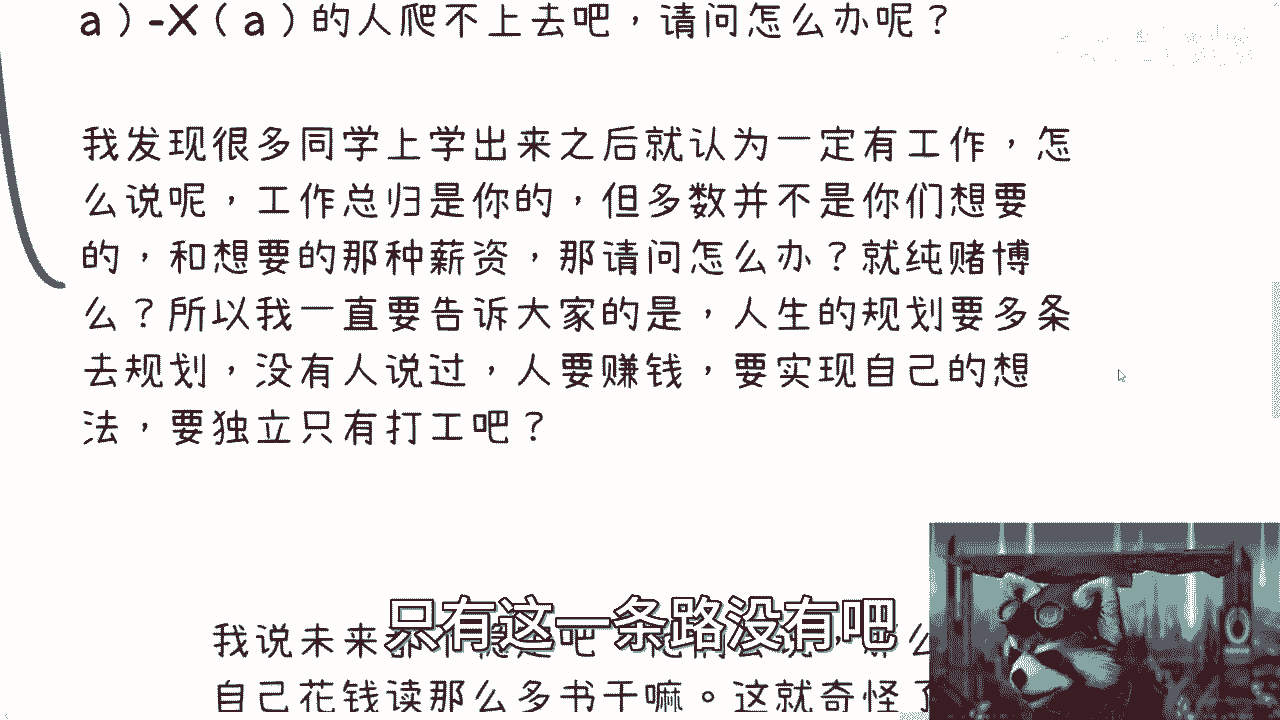 a)-X(a)的人爬不上去吧，请问怎么办呢？
我发现很多同学上学出来之后就认为一定有工作，怎
么说呢，工作总归是你的，但多数并不是你们想要
的，和想要的那种薪资，那请问怎么办？就纯赌博
么？所以我一直要告诉大家的是，人生的规划要多条
去规划，没有人说过，人要赚钱，要实现自己的想
法，要独立只有打工吧？
只有这一条路没有吧
我说未来
自己花钱读那么多书干嘛。这就奇怪了